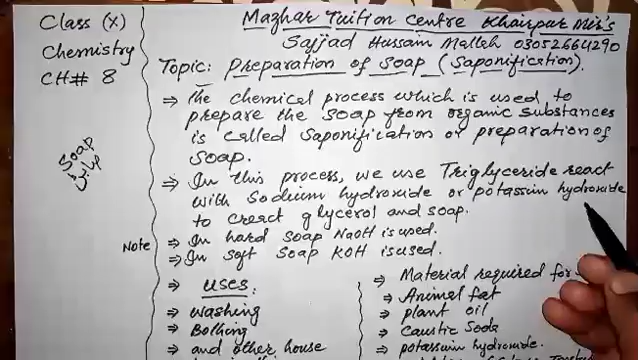 Class (X)
Chemistry
CH# 8
Soap
صابن
Note
Mazhar Tuition Centre Khairpur Mir's
Sajjad Hussain Malleh 03052664290
Topic: Preparation of Soap (Saponification).
⇒ The chemical process which is used to
prepare the soap from organic substances
is called Saponification or preparation of
Soap.
⇒ In this process, we use Triglyceride react
with Sodium hydroxide or potassium hydroxide
to creact glycerol and soap.
⇒ In hard soap NaOH is used.
⇒ In soft soap KOH is used.
⇒ uses:
⇒ washing
⇒ Bathing
⇒ and other house
⇒ Material required for
⇒ Animal fat
⇒ plant oil
⇒ Caustic Soda
⇒ potassium hydroxide.